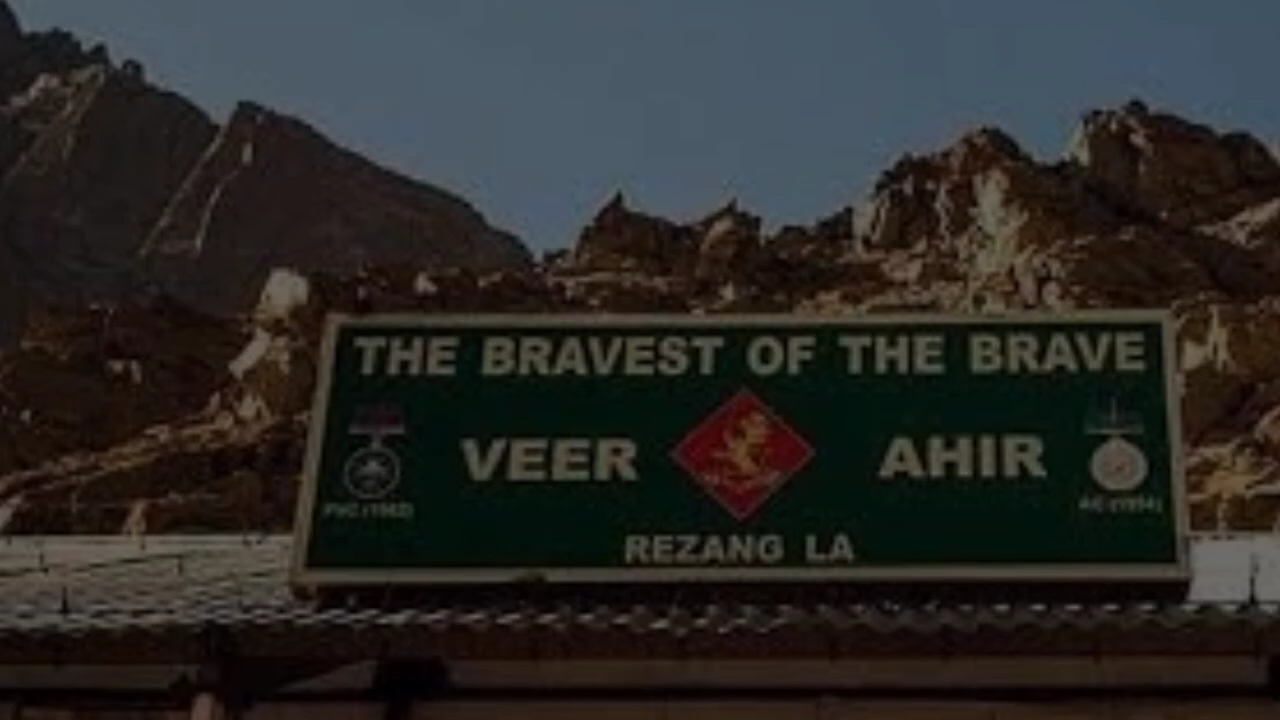 THE BRAVEST OF THE BRAVE
VEER AHIR
PVC (1962) AC (1994)
REZANG LA